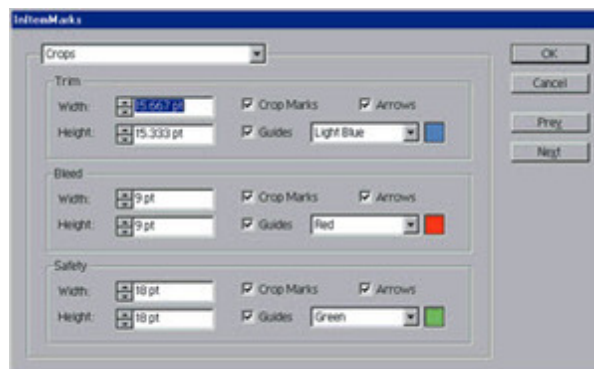 InItemMarks
Crops
OK
Cancel
Prev
Next
Trim
Width: 15.667 pt Crop Marks Arrows
Height: 15.333 pt Guides Light Blue
Bleed
Width: 9 pt Crop Marks Arrows
Height: 9 pt Guides Red
Safety
Width: 18 pt Crop Marks Arrows
Height: 18 pt Guides Green